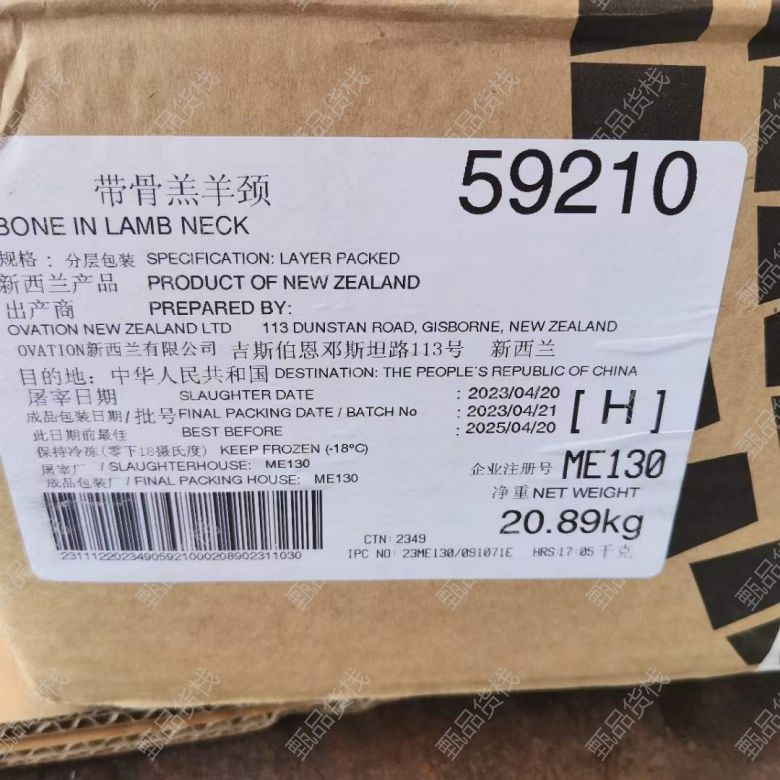 带骨羔羊颈
59210
BONE IN LAMB NECK
规格：分层包装 SPECIFICATION: LAYER PACKED
新西兰产品 PRODUCT OF NEW ZEALAND
出产商 PREPARED BY:
OVATION NEW ZEALAND LTD 113 DUNSTAN ROAD, GISBORNE, NEW ZEALAND
OVATION新西兰有限公司 吉斯伯恩邓斯坦路113号 新西兰
目的地: 中华人民共和国 DESTINATION: THE PEOPLE'S REPUBLIC OF CHINA
屠宰日期 SLAUGHTER DATE : 2023/04/20
成品包装日期/批号 FINAL PACKING DATE / BATCH No : 2023/04/21
[H]
此日期前最佳 BEST BEFORE : 2025/04/20
保持冷冻(零下18摄氏度) KEEP FROZEN (-18°C)
屠宰厂 / SLAUGHTERHOUSE: ME130
企业注册号 ME130
成品包装厂 / FINAL PACKING HOUSE: ME130
净重 NET WEIGHT
20.89kg
CTN: 2349
23111220234905921000208902311030
IPC NO: 23ME130/091071E HRS 17:05 千克
甄品货栈